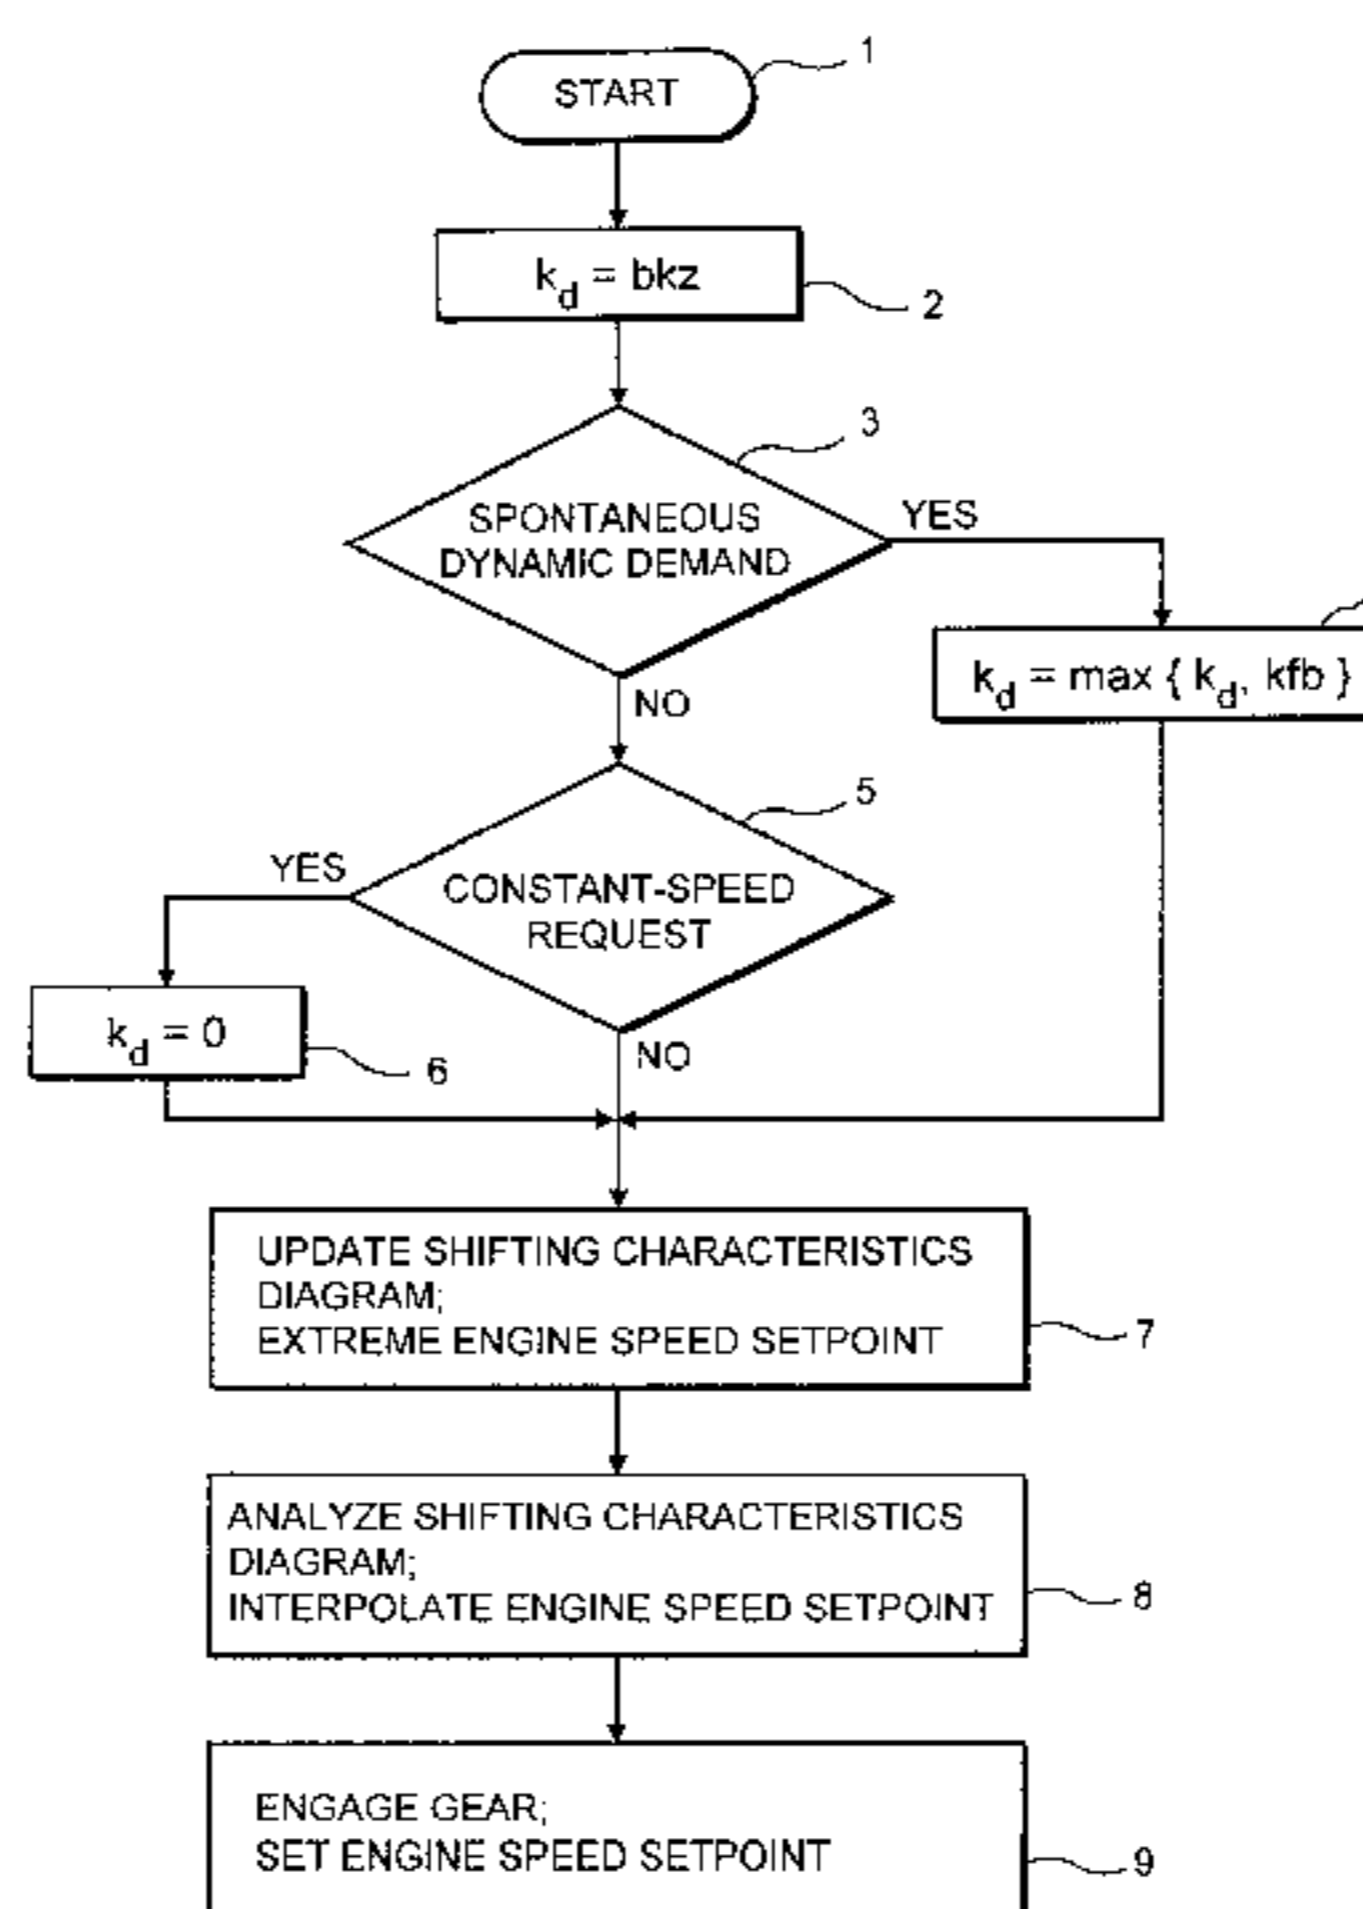 START
1
k_d = bkz
2
3
SPONTANEOUS
DYNAMIC DEMAND
YES
k_d = max { k_d, kfb }
NO
5
YES
CONSTANT-SPEED
REQUEST
k_d = 0
6
NO
UPDATE SHIFTING CHARACTERISTICS
DIAGRAM;
EXTREME ENGINE SPEED SETPOINT
7
ANALYZE SHIFTING CHARACTERISTICS
DIAGRAM;
INTERPOLATE ENGINE SPEED SETPOINT
8
ENGAGE GEAR;
SET ENGINE SPEED SETPOINT
9